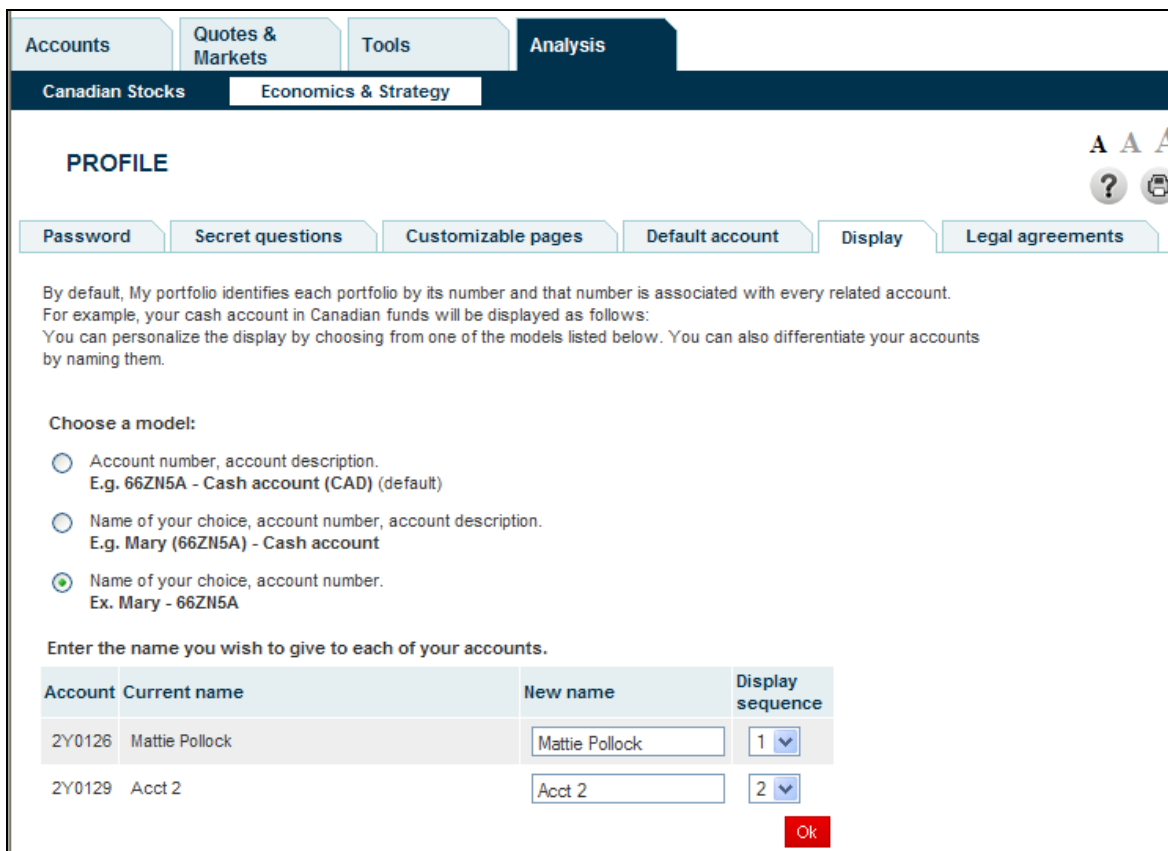 Accounts
Quotes &
Markets
Tools
Analysis
Canadian Stocks
Economics & Strategy
PROFILE
A A A
?
Password
Secret questions
Customizable pages
Default account
Display
Legal agreements
By default, My portfolio identifies each portfolio by its number and that number is associated with every related account.
For example, your cash account in Canadian funds will be displayed as follows:
You can personalize the display by choosing from one of the models listed below. You can also differentiate your accounts
by naming them.
Choose a model:
Account number, account description.
E.g. 66ZN5A - Cash account (CAD) (default)
Name of your choice, account number, account description.
E.g. Mary (66ZN5A) - Cash account
Name of your choice, account number.
Ex. Mary - 66ZN5A
Enter the name you wish to give to each of your accounts.
Account Current name New name Display
sequence
2Y0126 Mattie Pollock Mattie Pollock 1
2Y0129 Acct 2 Acct 2 2
Ok